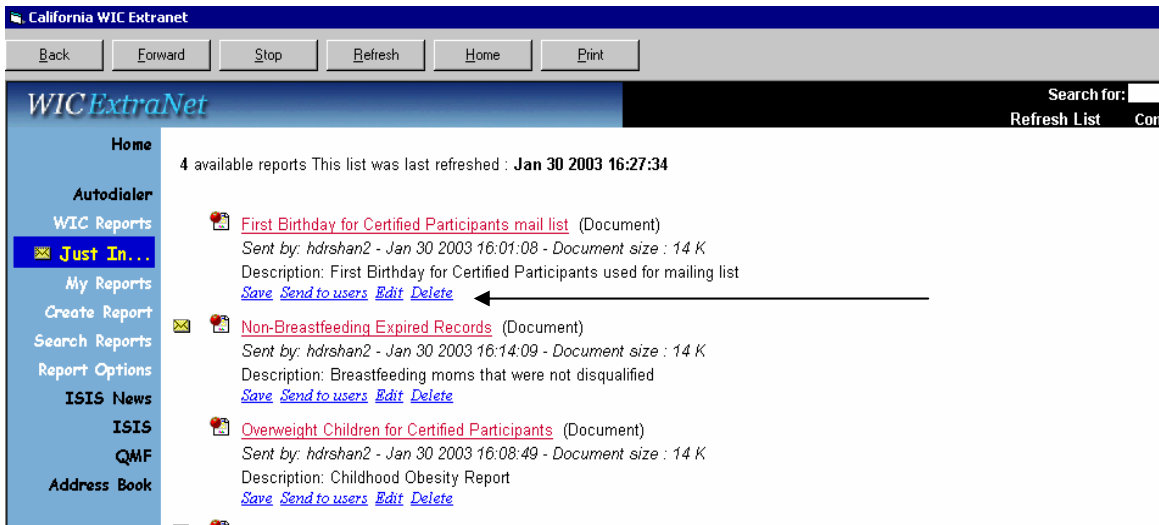 California WIC Extranet
Back Forward Stop Refresh Home Print
WIC ExtraNet
Search for:
Refresh List
Home
Autodialer
WIC Reports
Just In...
My Reports
Create Report
Search Reports
Report Options
ISIS News
ISIS
QMF
Address Book
4 available reports This list was last refreshed : Jan 30 2003 16:27:34
First Birthday for Certified Participants mail list (Document)
Sent by: hdrshan2 - Jan 30 2003 16:01:08 - Document size : 14 K
Description: First Birthday for Certified Participants used for mailing list
Save Send to users Edit Delete
Non-Breastfeeding Expired Records (Document)
Sent by: hdrshan2 - Jan 30 2003 16:14:09 - Document size : 14 K
Description: Breastfeeding moms that were not disqualified
Save Send to users Edit Delete
Overweight Children for Certified Participants (Document)
Sent by: hdrshan2 - Jan 30 2003 16:08:49 - Document size : 14 K
Description: Childhood Obesity Report
Save Send to users Edit Delete